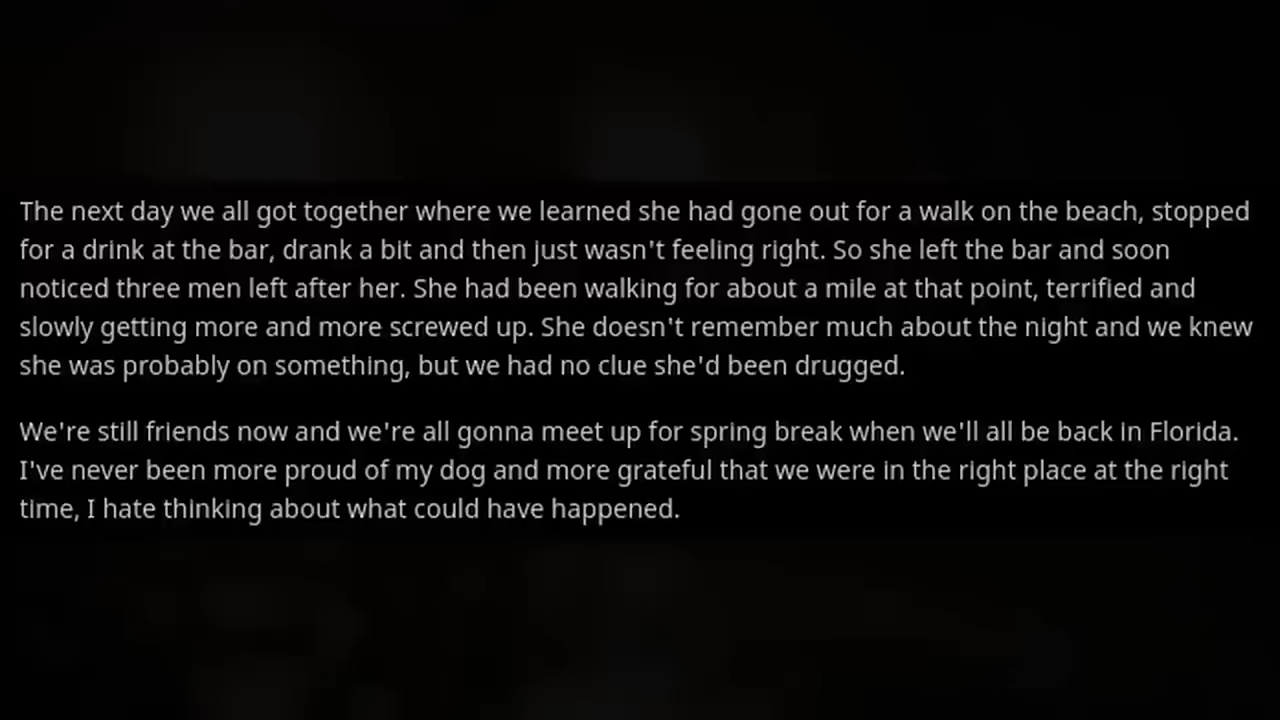 The next day we all got together where we learned she had gone out for a walk on the beach, stopped
for a drink at the bar, drank a bit and then just wasn't feeling right. So she left the bar and soon
noticed three men left after her. She had been walking for about a mile at that point, terrified and
slowly getting more and more screwed up. She doesn't remember much about the night and we knew
she was probably on something, but we had no clue she'd been drugged.
We're still friends now and we're all gonna meet up for spring break when we'll all be back in Florida.
I've never been more proud of my dog and more grateful that we were in the right place at the right
time, I hate thinking about what could have happened.